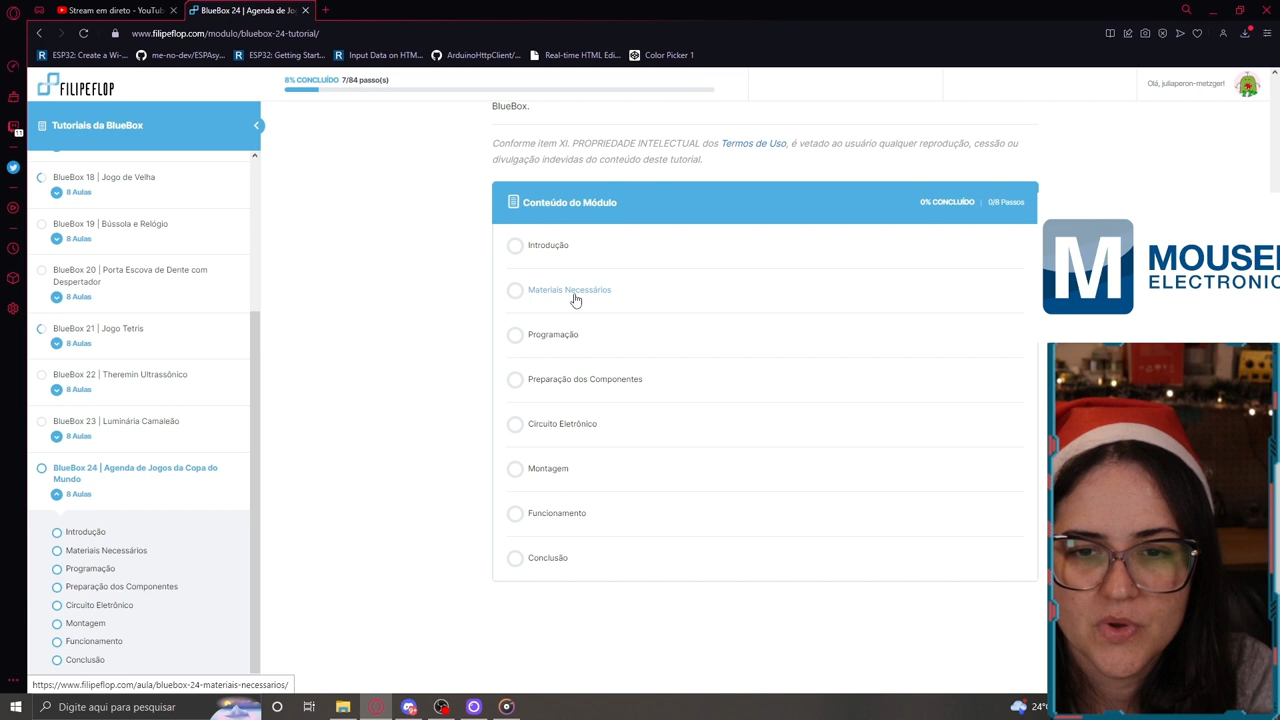 Stream em direto - YouTub
BlueBox 24 | Agenda de Jo
www.filipeflop.com/modulo/bluebox-24-tutorial/
ESP32: Create a Wi-...
me-no-dev/ESPAsy...
ESP32: Getting Start...
Input Data on HTM...
ArduinoHttpClient/...
Real-time HTML Edi...
Color Picker 1
FILIPEFLOP
8% CONCLUÍDO 7/84 passo(s)
Olá, juliaperon-metzger!
Tutoriais da BlueBox
BlueBox 18 | Jogo de Velha
8 Aulas
BlueBox 19 | Bússola e Relógio
8 Aulas
BlueBox 20 | Porta Escova de Dente com
Despertador
8 Aulas
BlueBox 21 | Jogo Tetris
8 Aulas
BlueBox 22 | Theremin Ultrassônico
8 Aulas
BlueBox 23 | Luminária Camaleão
8 Aulas
BlueBox 24 | Agenda de Jogos da Copa do
Mundo
8 Aulas
Introdução
Materiais Necessários
Programação
Preparação dos Componentes
Circuito Eletrônico
Montagem
Funcionamento
Conclusão
BlueBox.
Conforme item XI. PROPRIEDADE INTELECTUAL dos Termos de Uso, é vetado ao usuário qualquer reprodução, cessão ou
divulgação indevidas do conteúdo deste tutorial.
Conteúdo do Módulo
0% CONCLUÍDO | 0/8 Passos
Introdução
Materiais Necessários
Programação
Preparação dos Componentes
Circuito Eletrônico
Montagem
Funcionamento
Conclusão
M
MOUSE
ELECTRONIC
11
https://www.filipeflop.com/aula/bluebox-24-materiais-necessarios/
Digite aqui para pesquisar
24°